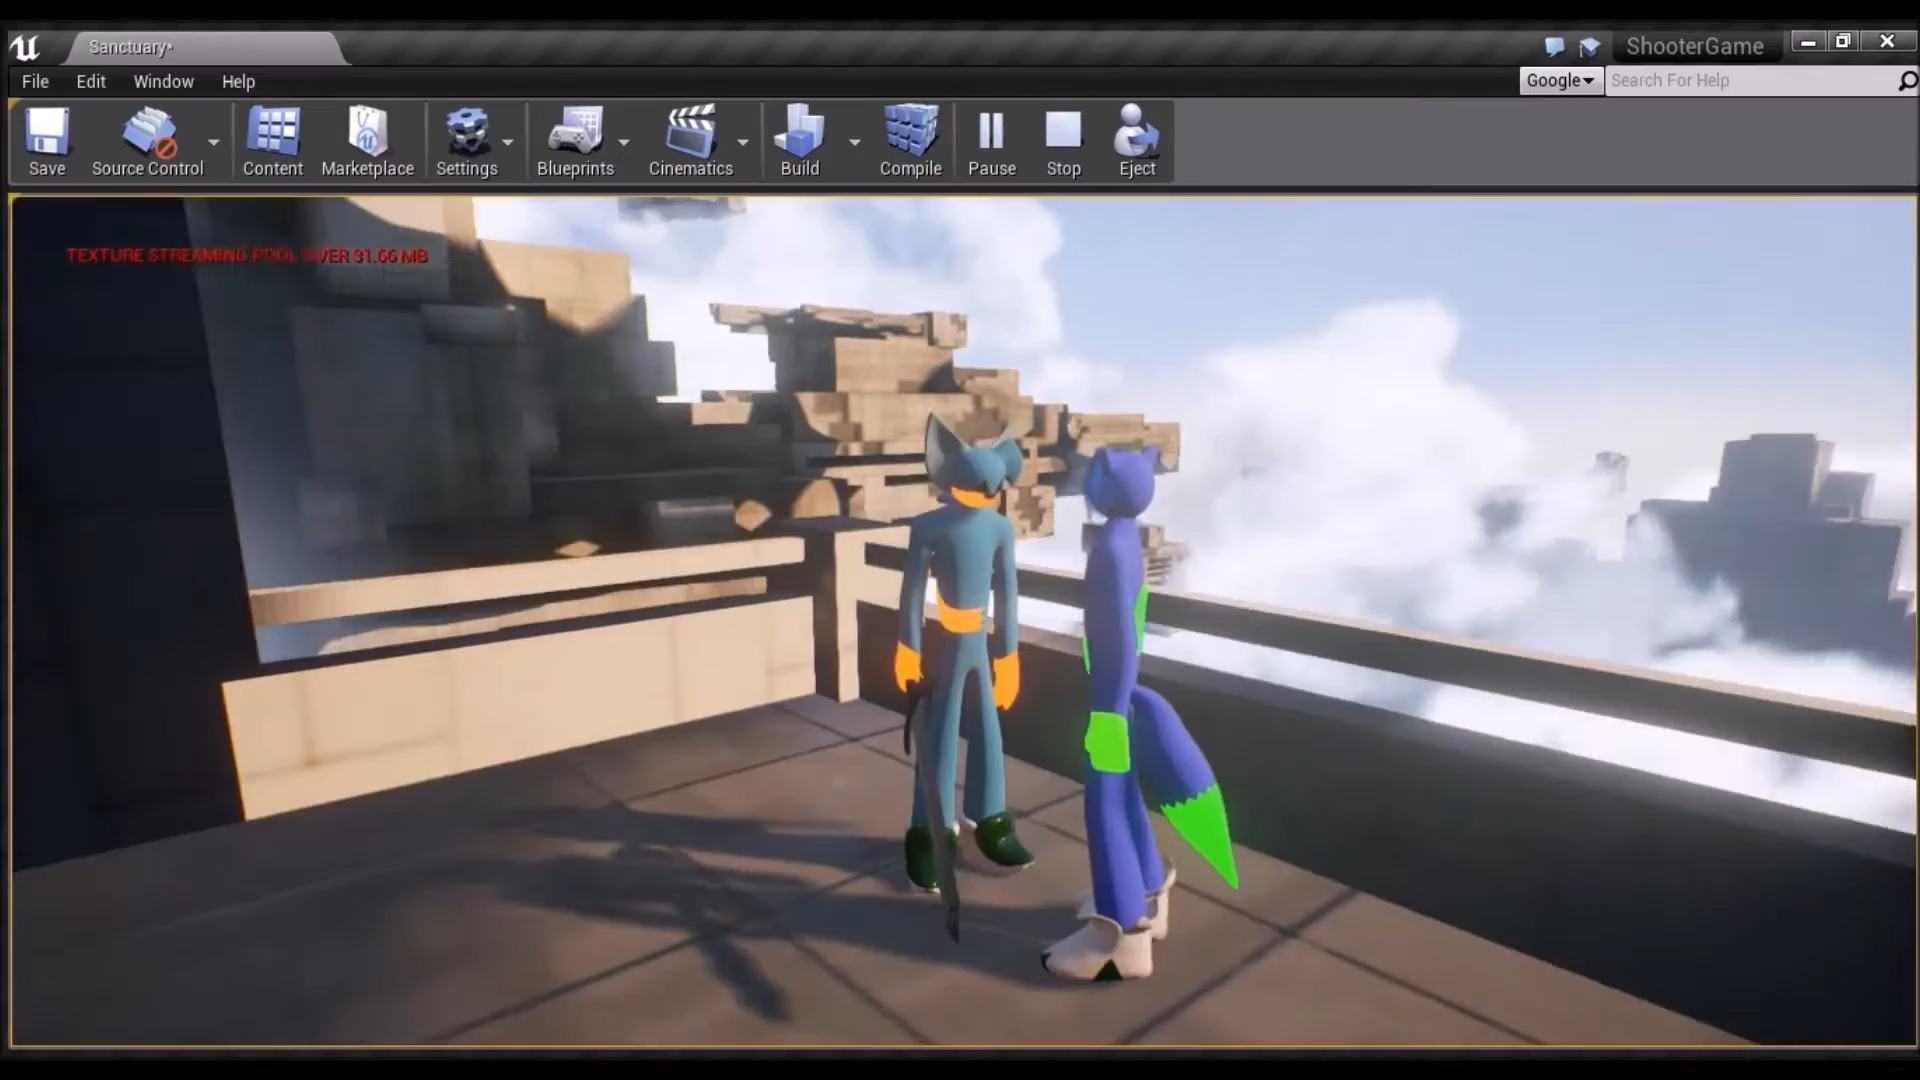 Sanctuary*
ShooterGame
File Edit Window Help
Google
Search For Help
Save Source Control Content Marketplace Settings Blueprints Cinematics Build Compile Pause Stop Eject
TEXTURE STREAMING POOL OVER 31.66 MB